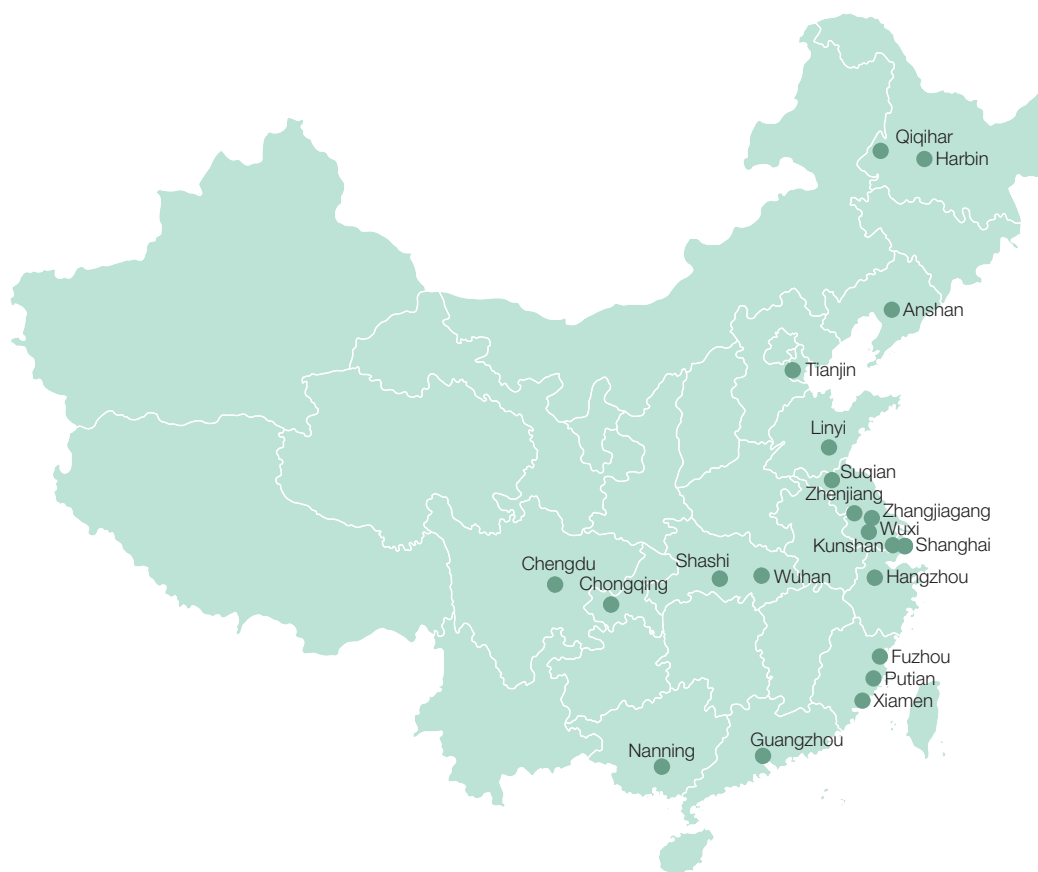 Qiqihar
Harbin
Anshan
Tianjin
Linyi
Suqian
Zhenjiang
Zhangjiagang
Wuxi
Kunshan
Shanghai
Chengdu
Chongqing
Shashi
Wuhan
Hangzhou
Fuzhou
Putian
Xiamen
Guangzhou
Nanning